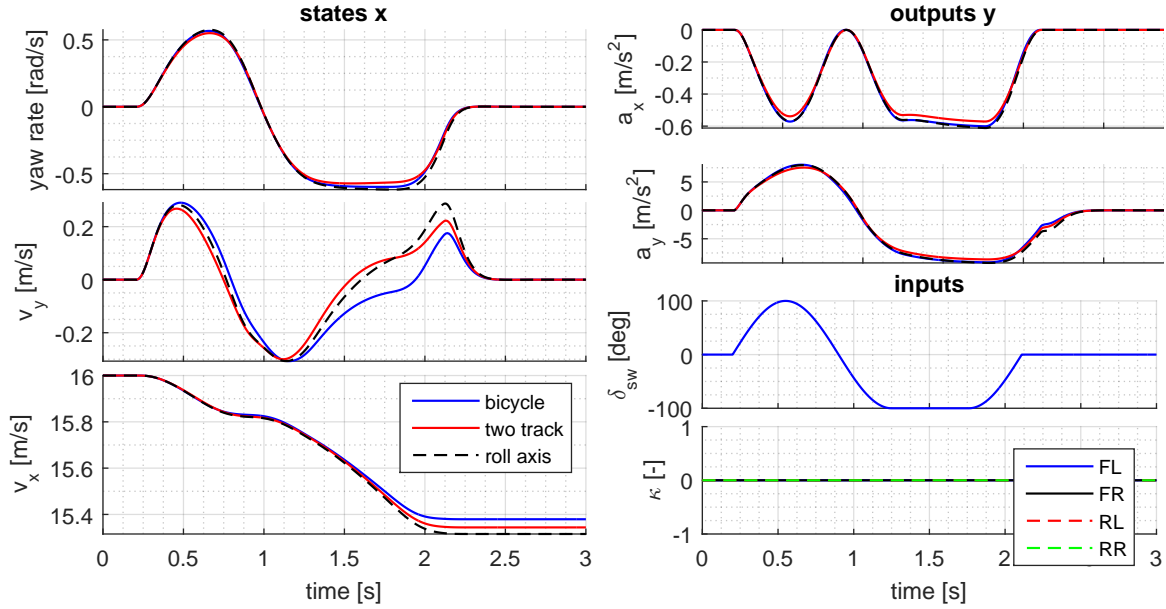 states x
yaw rate [rad/s]
0.5
0
-0.5
v_y [m/s]
0.2
0
-0.2
v_x [m/s]
16
15.8
15.6
15.4
bicycle
two track
roll axis
0 0.5 1 1.5 2 2.5 3
time [s]
outputs y
a_x [m/s²]
0
-0.2
-0.4
-0.6
a_y [m/s²]
5
0
-5
inputs
δ_sw [deg]
100
0
-100
κ [-]
1
0
-1
FL
FR
RL
RR
0 0.5 1 1.5 2 2.5 3
time [s]